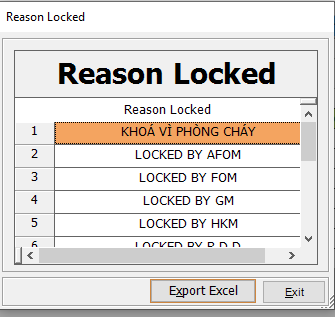 Reason Locked
Reason Locked
Reason Locked
1 KHOÁ VÌ PHÒNG CHÁY
2 LOCKED BY AFOM
3 LOCKED BY FOM
4 LOCKED BY GM
5 LOCKED BY HKM
6 LOCKED BY R.D.D
Export Excel Exit